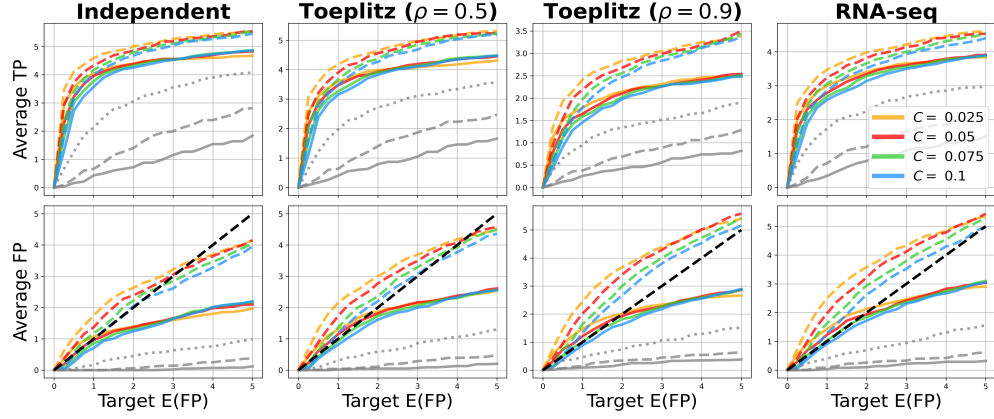 Independent
Toeplitz (ρ = 0.5)
Toeplitz (ρ = 0.9)
RNA-seq
Average TP
5
4
3
2
1
0
5
4
3
2
1
0
3.5
3.0
2.5
2.0
1.5
1.0
0.5
0.0
4
3
2
1
0
C = 0.025
C = 0.05
C = 0.075
C = 0.1
Average FP
5
4
3
2
1
0
5
4
3
2
1
0
5
4
3
2
1
0
5
4
3
2
1
0
0 1 2 3 4 5
0 1 2 3 4 5
0 1 2 3 4 5
0 1 2 3 4 5
Target E(FP)
Target E(FP)
Target E(FP)
Target E(FP)